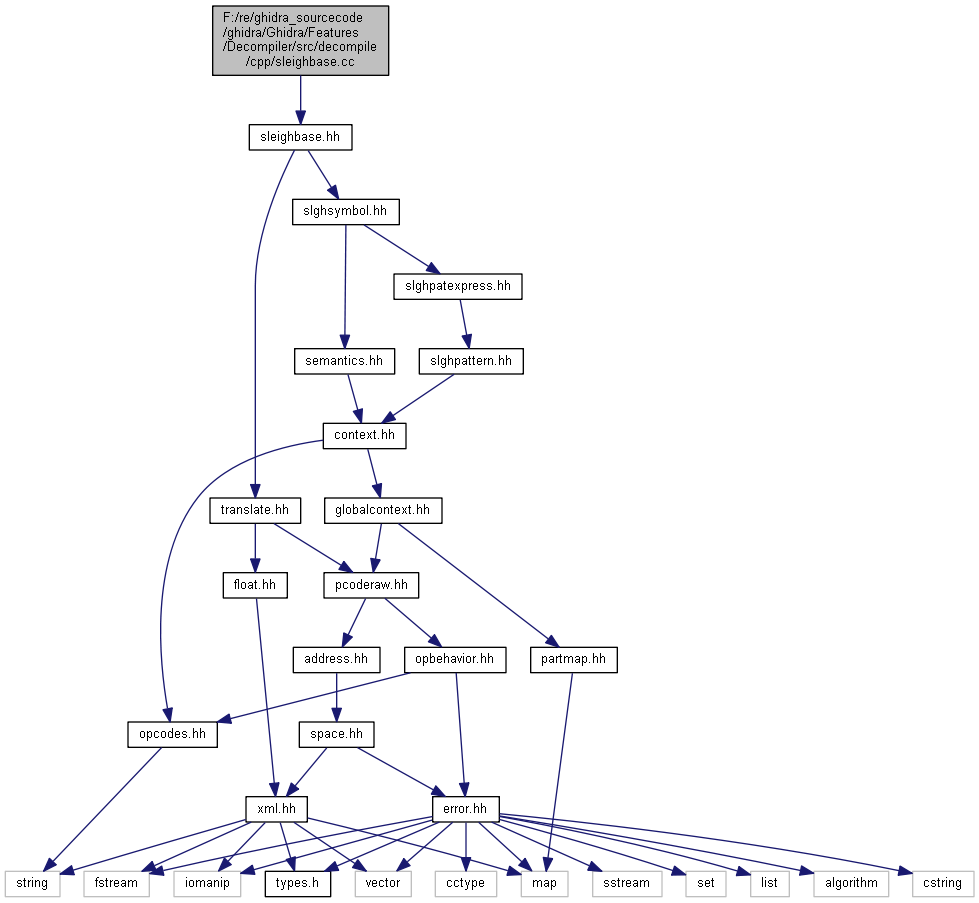 F:/re/ghidra_sourcecode
/ghidra/Ghidra/Features
/Decompiler/src/decompile
/cpp/sleighbase.cc
sleighbase.hh
slghsymbol.hh
slghpatexpress.hh
semantics.hh
slghpattern.hh
context.hh
translate.hh
globalcontext.hh
float.hh
pcoderaw.hh
address.hh
opbehavior.hh
partmap.hh
opcodes.hh
space.hh
xml.hh
error.hh
string
fstream
iomanip
types.h
vector
cctype
map
sstream
set
list
algorithm
cstring